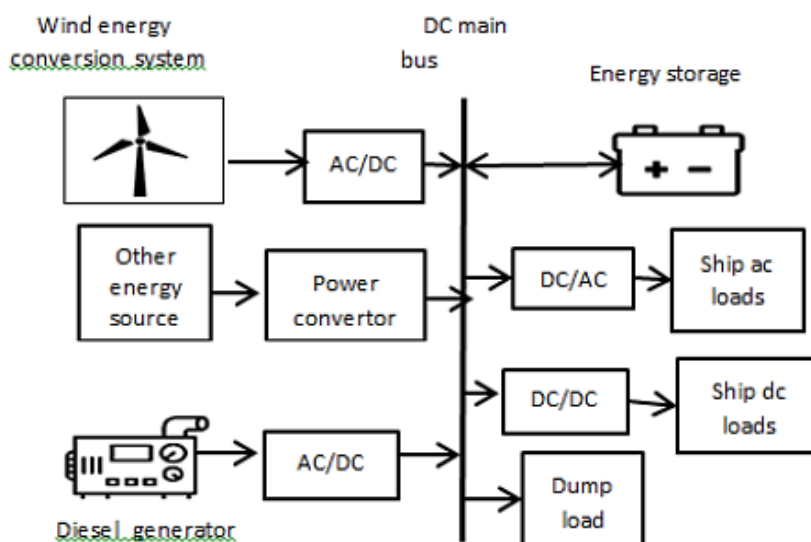 Wind energy
conversion system
DC main
bus
Energy storage
AC/DC
+ −
Other
energy
source
Power
convertor
DC/AC
Ship ac
loads
DC/DC
Ship dc
loads
AC/DC
Dump
load
Diesel generator